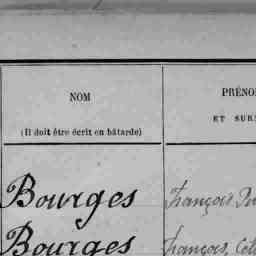 NOM
PRÉNO
ET SUR
(Il doit être écrit en bâtarde)
Bourges François
Bourges François